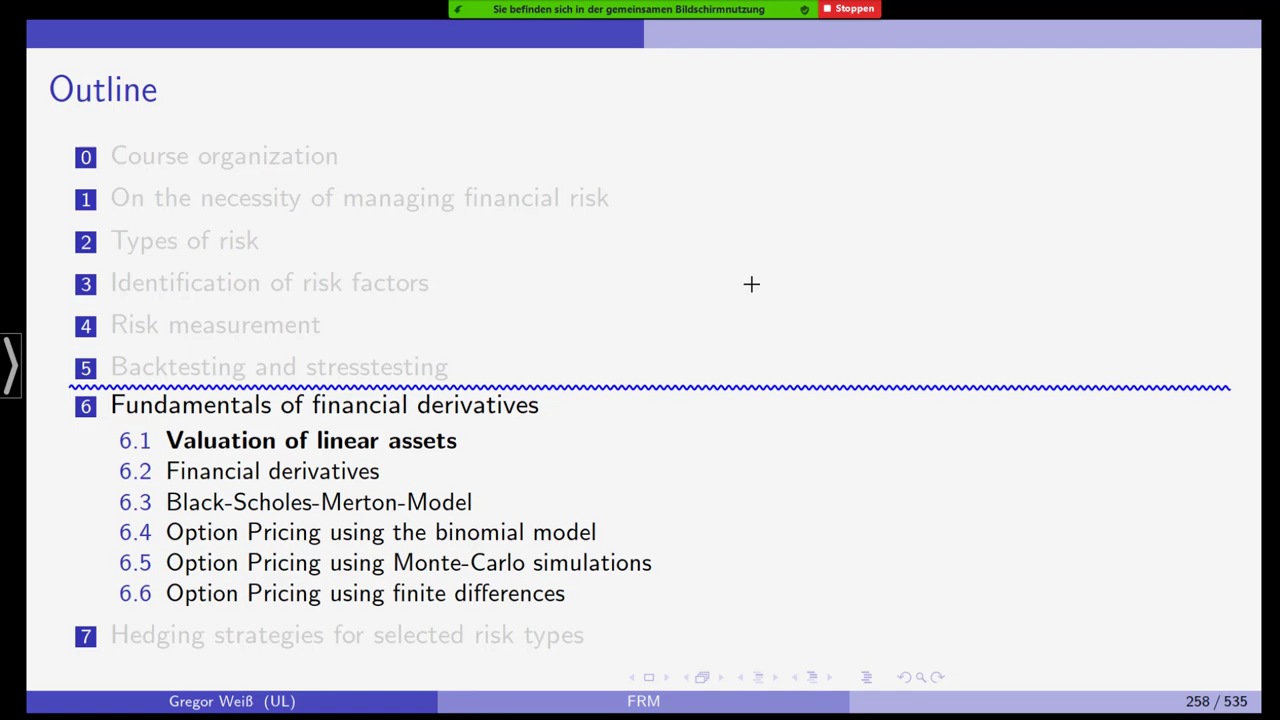 Sie befinden sich in der gemeinsamen Bildschirmnutzung
Stoppen
Outline
0 Course organization
1 On the necessity of managing financial risk
2 Types of risk
3 Identification of risk factors
4 Risk measurement
5 Backtesting and stresstesting
6 Fundamentals of financial derivatives
6.1 Valuation of linear assets
6.2 Financial derivatives
6.3 Black-Scholes-Merton-Model
6.4 Option Pricing using the binomial model
6.5 Option Pricing using Monte-Carlo simulations
6.6 Option Pricing using finite differences
7 Hedging strategies for selected risk types
Gregor Weiß (UL)
FRM
258 / 535